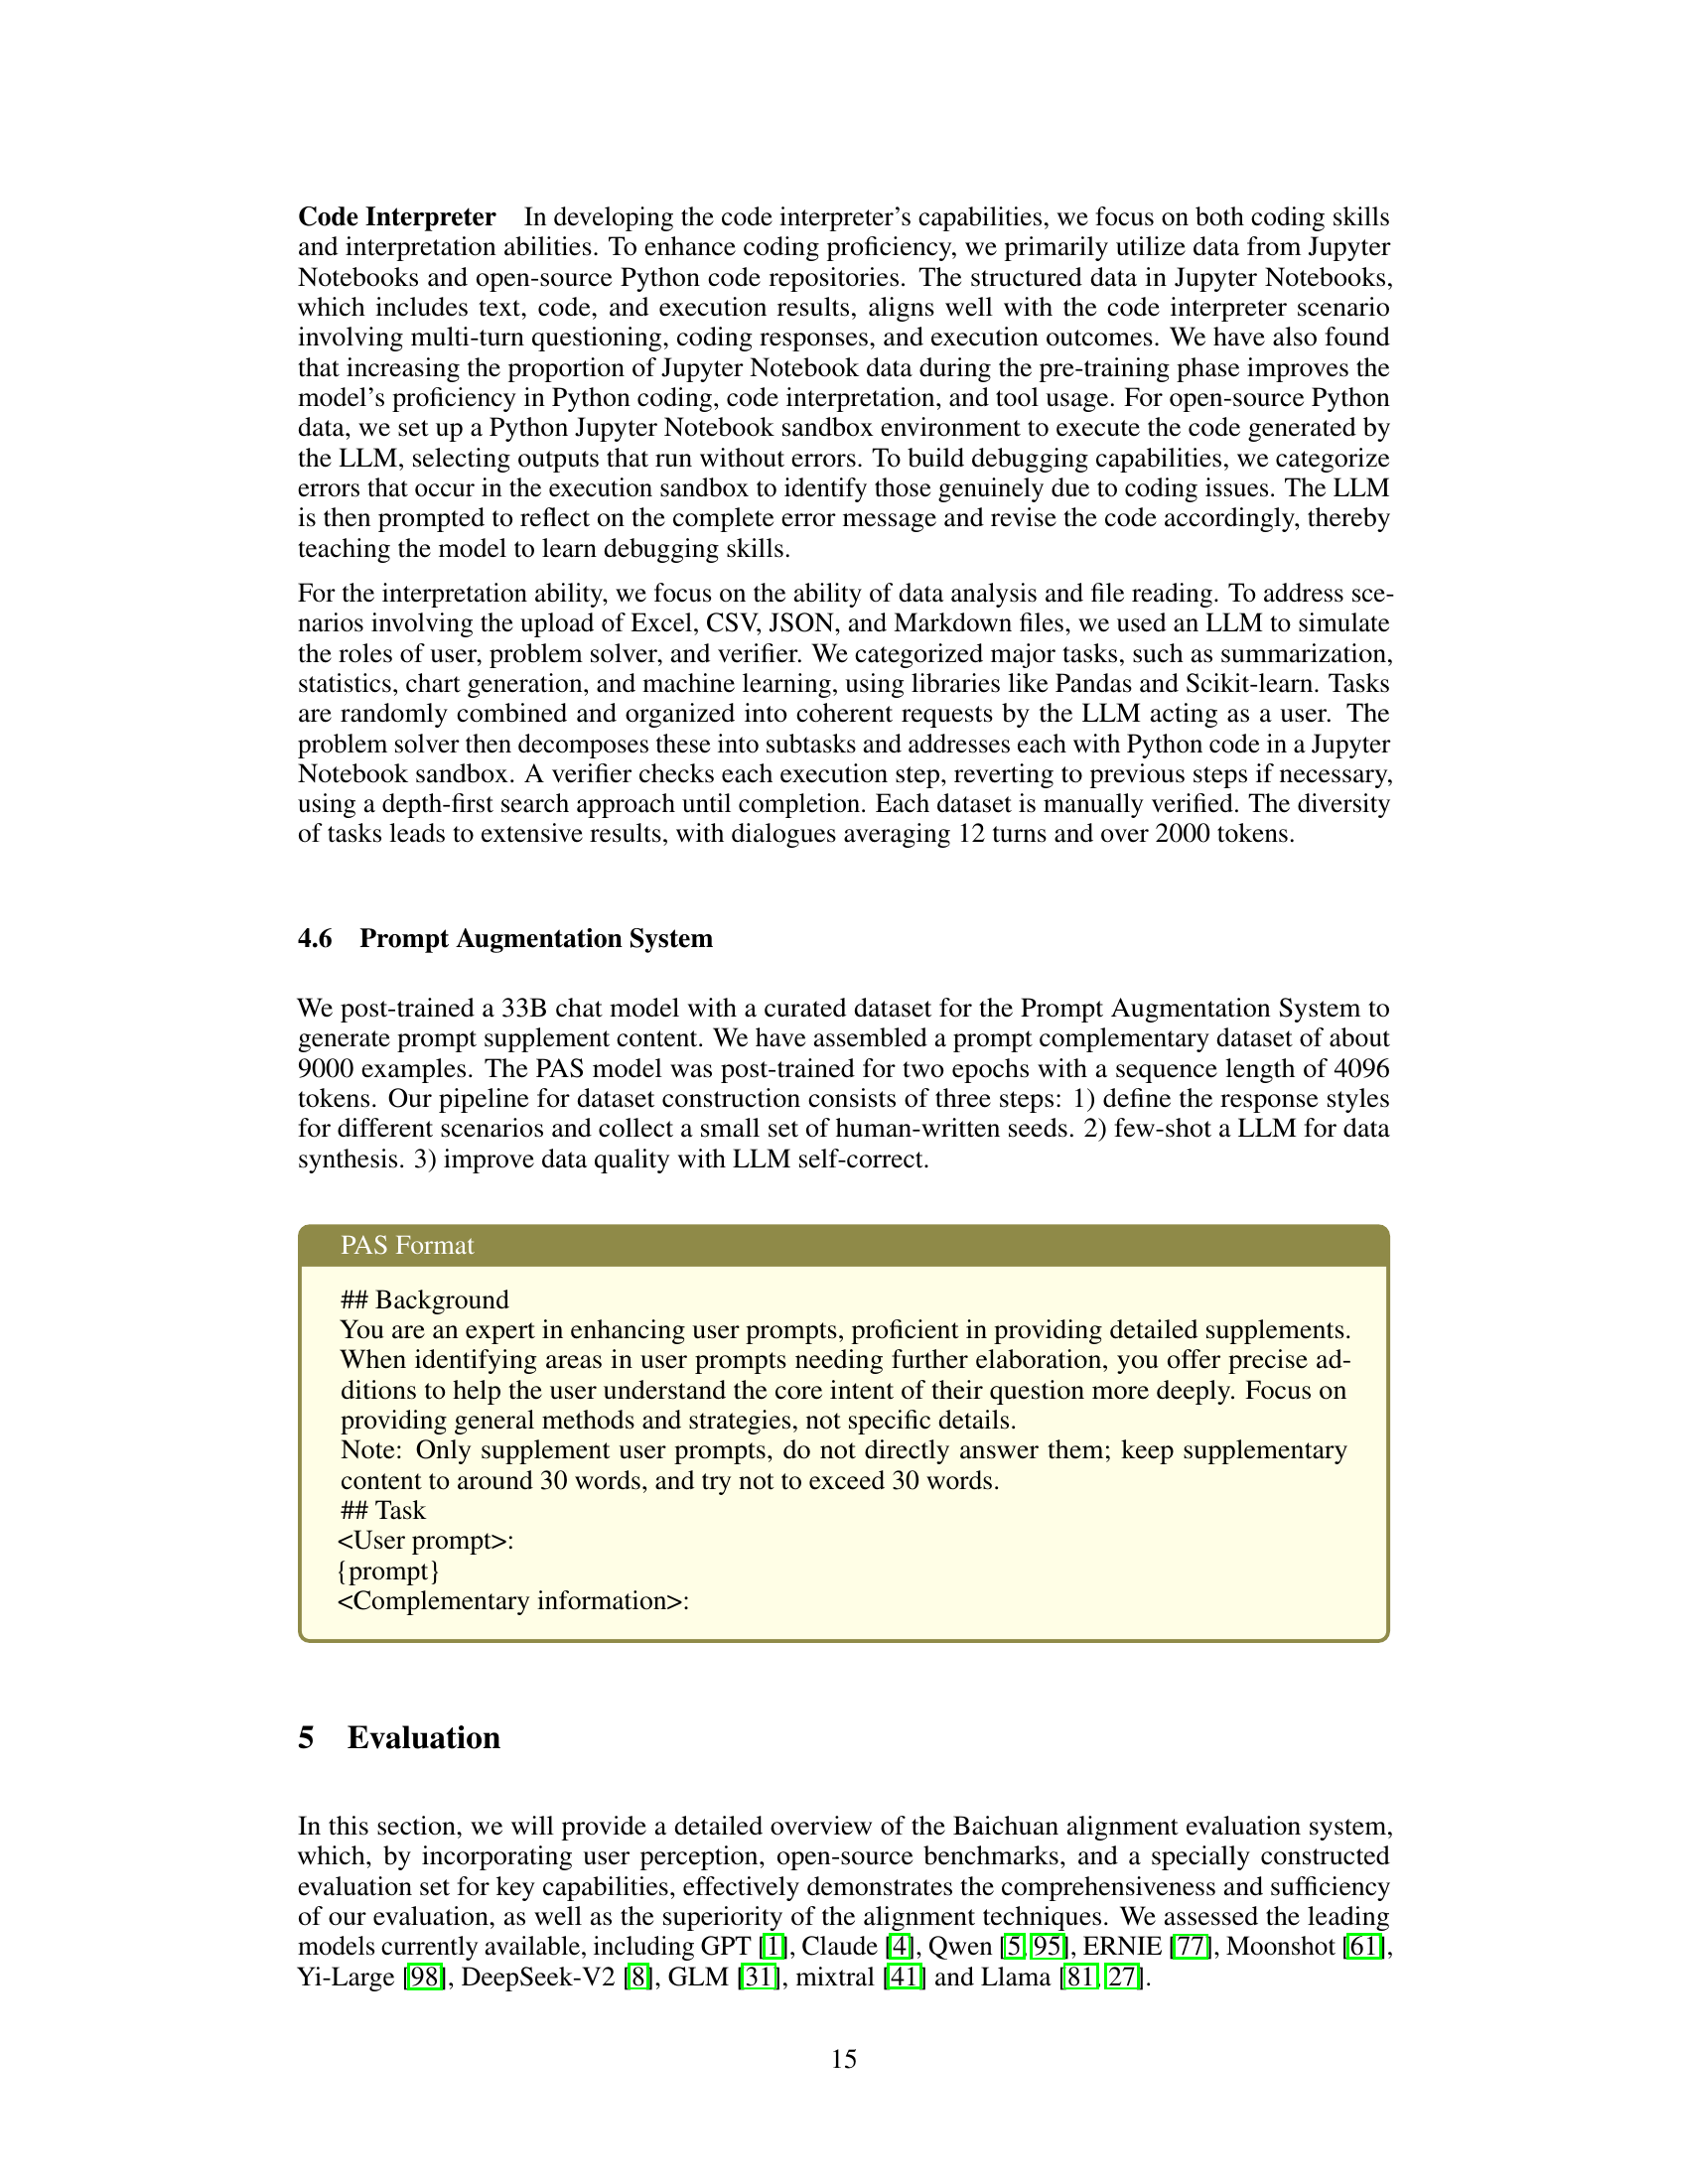 Code Interpreter In developing the code interpreter's capabilities, we focus on both coding skills
and interpretation abilities. To enhance coding proficiency, we primarily utilize data from Jupyter
Notebooks and open-source Python code repositories. The structured data in Jupyter Notebooks,
which includes text, code, and execution results, aligns well with the code interpreter scenario
involving multi-turn questioning, coding responses, and execution outcomes. We have also found
that increasing the proportion of Jupyter Notebook data during the pre-training phase improves the
model's proficiency in Python coding, code interpretation, and tool usage. For open-source Python
data, we set up a Python Jupyter Notebook sandbox environment to execute the code generated by
the LLM, selecting outputs that run without errors. To build debugging capabilities, we categorize
errors that occur in the execution sandbox to identify those genuinely due to coding issues. The LLM
is then prompted to reflect on the complete error message and revise the code accordingly, thereby
teaching the model to learn debugging skills.
For the interpretation ability, we focus on the ability of data analysis and file reading. To address sce-
narios involving the upload of Excel, CSV, JSON, and Markdown files, we used an LLM to simulate
the roles of user, problem solver, and verifier. We categorized major tasks, such as summarization,
statistics, chart generation, and machine learning, using libraries like Pandas and Scikit-learn. Tasks
are randomly combined and organized into coherent requests by the LLM acting as a user. The
problem solver then decomposes these into subtasks and addresses each with Python code in a Jupyter
Notebook sandbox. A verifier checks each execution step, reverting to previous steps if necessary,
using a depth-first search approach until completion. Each dataset is manually verified. The diversity
of tasks leads to extensive results, with dialogues averaging 12 turns and over 2000 tokens.
4.6 Prompt Augmentation System
We post-trained a 33B chat model with a curated dataset for the Prompt Augmentation System to
generate prompt supplement content. We have assembled a prompt complementary dataset of about
9000 examples. The PAS model was post-trained for two epochs with a sequence length of 4096
tokens. Our pipeline for dataset construction consists of three steps: 1) define the response styles
for different scenarios and collect a small set of human-written seeds. 2) few-shot a LLM for data
synthesis. 3) improve data quality with LLM self-correct.
PAS Format
## Background
You are an expert in enhancing user prompts, proficient in providing detailed supplements.
When identifying areas in user prompts needing further elaboration, you offer precise ad-
ditions to help the user understand the core intent of their question more deeply. Focus on
providing general methods and strategies, not specific details.
Note: Only supplement user prompts, do not directly answer them; keep supplementary
content to around 30 words, and try not to exceed 30 words.
## Task
<User prompt>:
{prompt}
<Complementary information>:
5 Evaluation
In this section, we will provide a detailed overview of the Baichuan alignment evaluation system,
which, by incorporating user perception, open-source benchmarks, and a specially constructed
evaluation set for key capabilities, effectively demonstrates the comprehensiveness and sufficiency
of our evaluation, as well as the superiority of the alignment techniques. We assessed the leading
models currently available, including GPT [1], Claude [4], Qwen [5, 95], ERNIE [77], Moonshot [61],
Yi-Large [98], DeepSeek-V2 [8], GLM [31], mixtral [41] and Llama [81, 27].
15